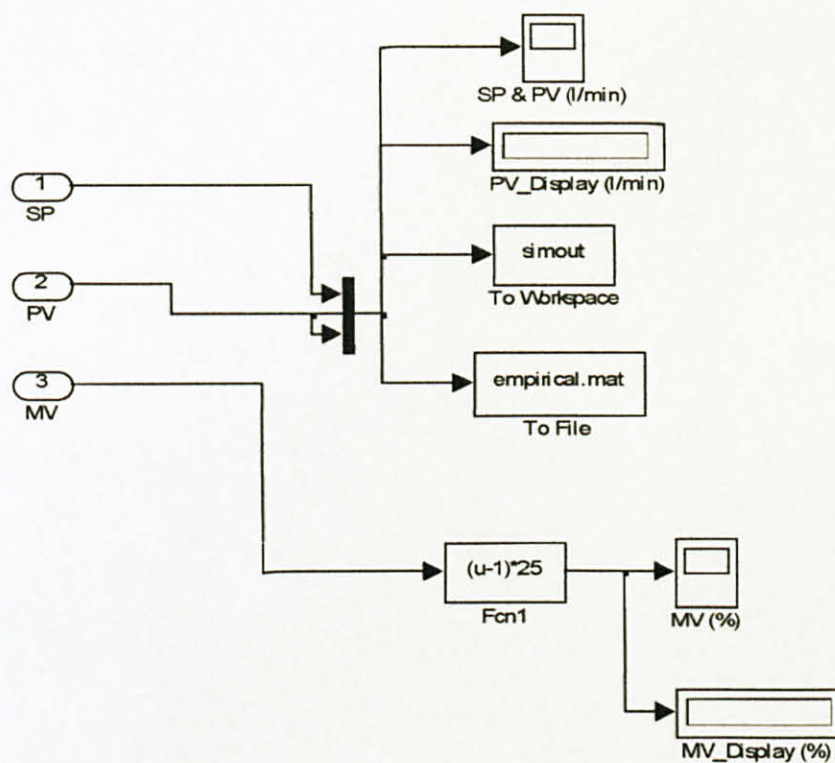 SP & PV (l/min)
PV_Display (l/min)
1
SP
simout
To Workspace
2
PV
empirical.mat
To File
3
MV
(u-1)*25
Fcn1
MV (%)
MV_Display (%)